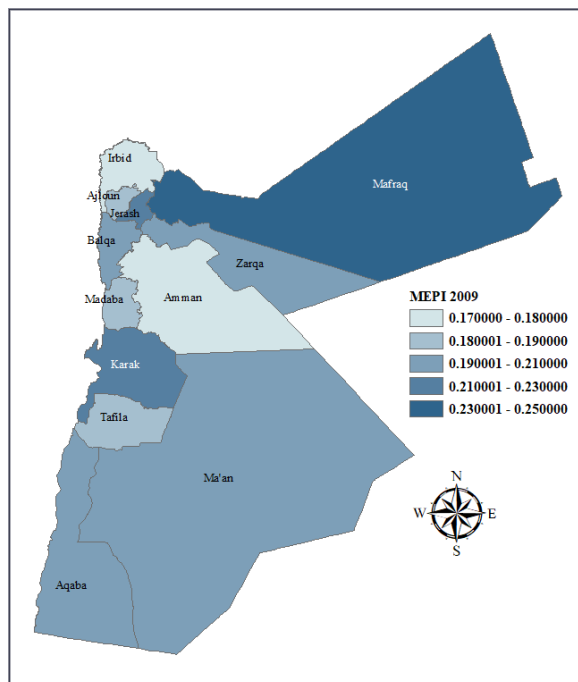 Irbid
Mafraq
Ajloun
Jerash
Balqa
Zarqa
Madaba
Amman
MEPI 2009
0.170000 - 0.180000
0.180001 - 0.190000
0.190001 - 0.210000
0.210001 - 0.230000
0.230001 - 0.250000
Karak
Tafila
Ma'an
N
W
E
S
Aqaba